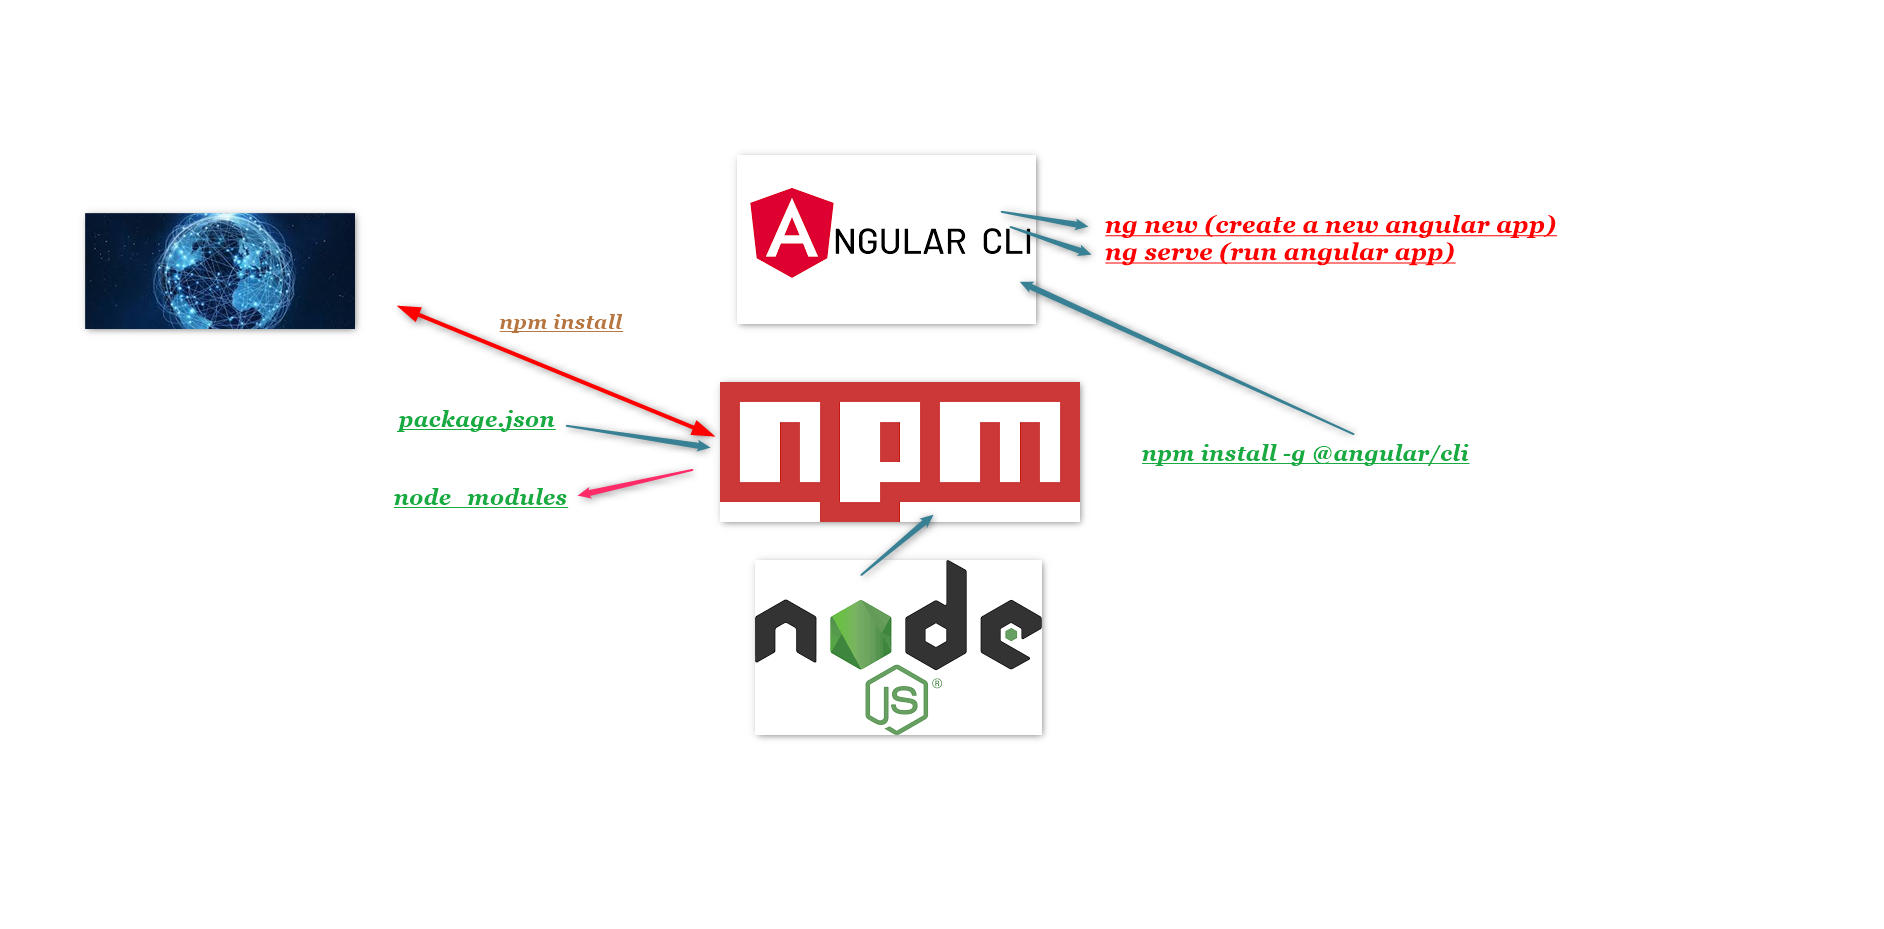 ANGULAR CLI
ng new (create a new angular app)
ng serve (run angular app)
npm install
package.json
npm
npm install -g @angular/cli
node_modules
node
JS®